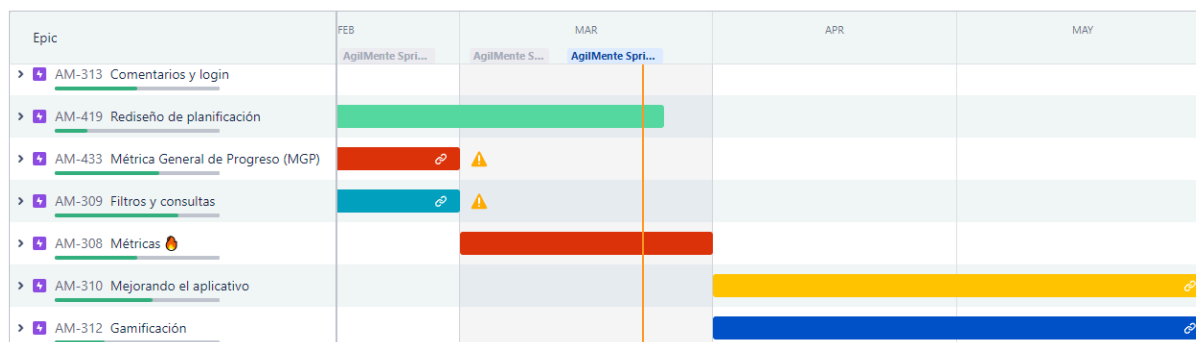 Epic
FEB
MAR
APR
MAY
AgilMente Spri...
AgilMente S...
AgilMente Spri...
AM-313 Comentarios y login
AM-419 Rediseño de planificación
AM-433 Métrica General de Progreso (MGP)
AM-309 Filtros y consultas
AM-308 Métricas 🔥
AM-310 Mejorando el aplicativo
AM-312 Gamificación